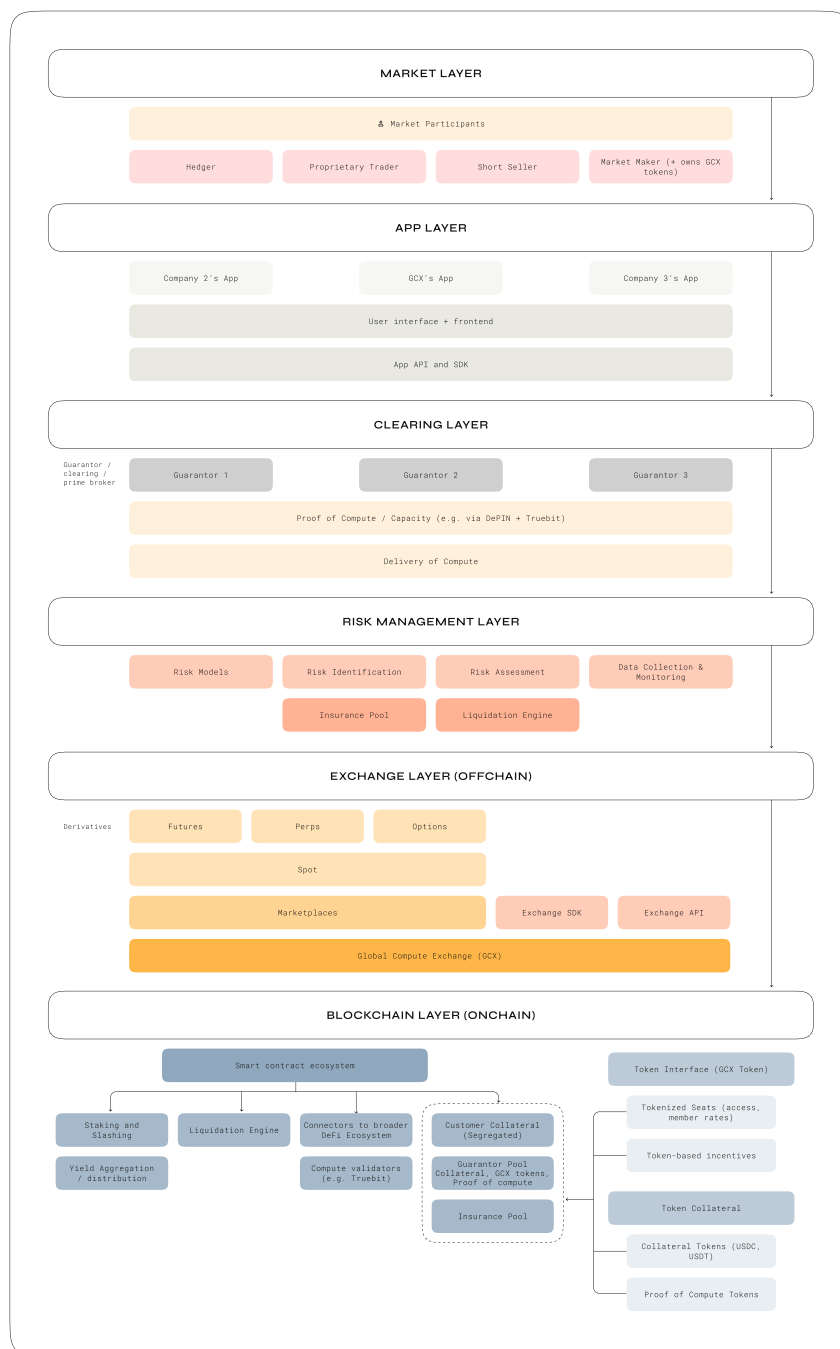 MARKET LAYER
Market Participants
Hedger
Proprietary Trader
Short Seller
Market Maker (+ owns GCX
tokens)
APP LAYER
Company 2's App
GCX's App
Company 3's App
User interface + frontend
App API and SDK
CLEARING LAYER
Guarantor /
clearing /
prime broker
Guarantor 1
Guarantor 2
Guarantor 3
Proof of Compute / Capacity (e.g. via DePIN + Truebit)
Delivery of Compute
RISK MANAGEMENT LAYER
Risk Models
Risk Identification
Risk Assessment
Data Collection &
Monitoring
Insurance Pool
Liquidation Engine
EXCHANGE LAYER (OFFCHAIN)
Derivatives
Futures
Perps
Options
Spot
Marketplaces
Exchange SDK
Exchange API
Global Compute Exchange (GCX)
BLOCKCHAIN LAYER (ONCHAIN)
Smart contract ecosystem
Staking and
Slashing
Liquidation Engine
Connectors to broader
DeFi Ecosystem
Customer Collateral
(Segregated)
Yield Aggregation
/ distribution
Compute validators
(e.g. Truebit)
Guarantor Pool
Collateral, GCX tokens,
Proof of compute
Insurance Pool
Token Interface (GCX Token)
Tokenized Seats (access,
member rates)
Token-based incentives
Token Collateral
Collateral Tokens (USDC,
USDT)
Proof of Compute Tokens